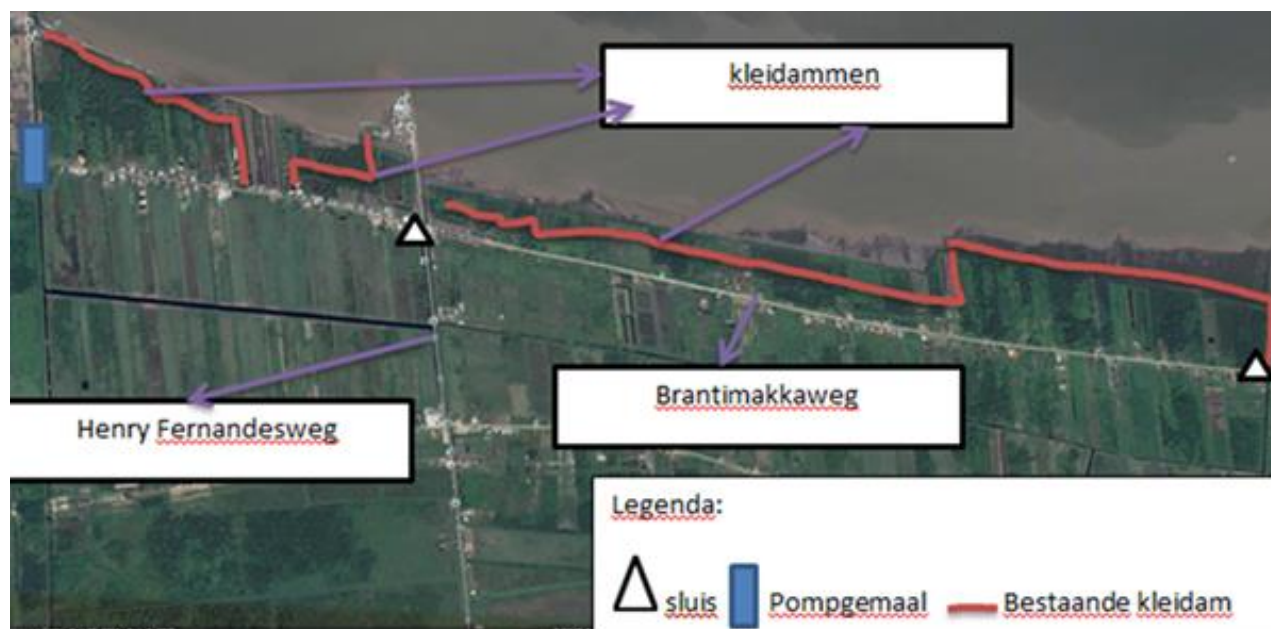 kleidammen
Brantimakkaweg
Henry Fernandesweg
Legenda:
sluis Pompgemaal Bestaande kleidam